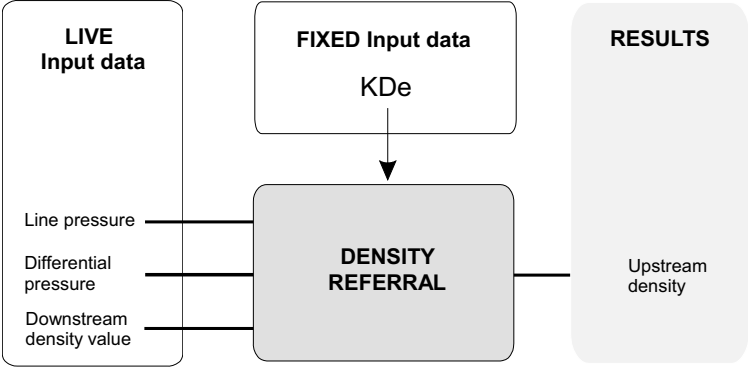 LIVE
Input data
FIXED Input data
KDe
RESULTS
Line pressure
Differential
pressure
Downstream
density value
DENSITY
REFERRAL
Upstream
density